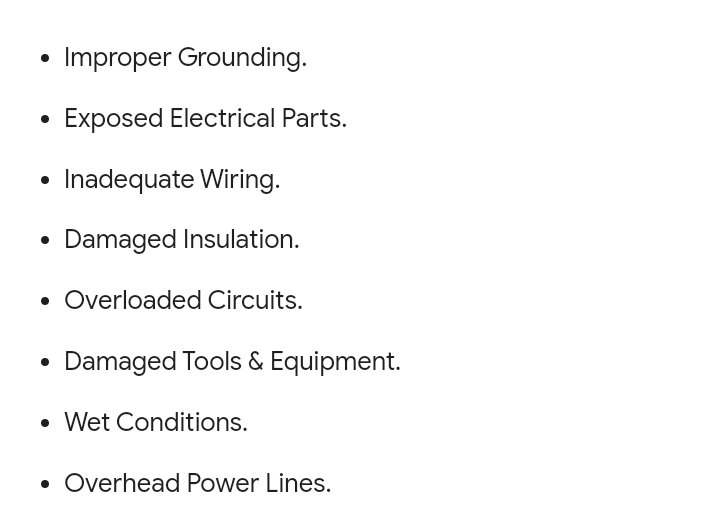 • Improper Grounding.
• Exposed Electrical Parts.
• Inadequate Wiring.
• Damaged Insulation.
• Overloaded Circuits.
• Damaged Tools & Equipment.
• Wet Conditions.
• Overhead Power Lines.